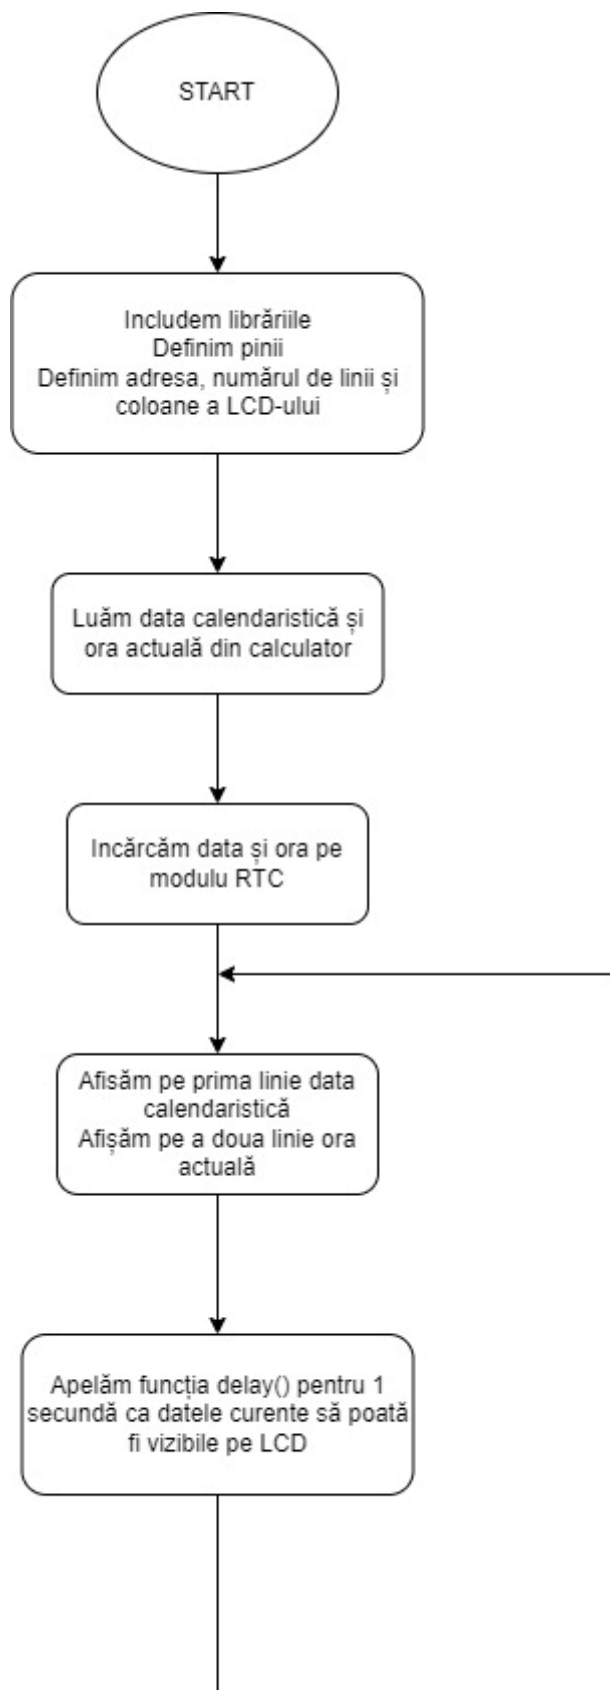 START
Includem librăriile
Definim pinii
Definim adresa, numărul de linii și
coloane a LCD-ului
Luăm data calendaristică și
ora actuală din calculator
Incărcăm data și ora pe
modulu RTC
Afisăm pe prima linie data
calendaristică
Afișăm pe a doua linie ora
actuală
Apelăm funcția delay() pentru 1
secundă ca datele curente să poată
fi vizibile pe LCD